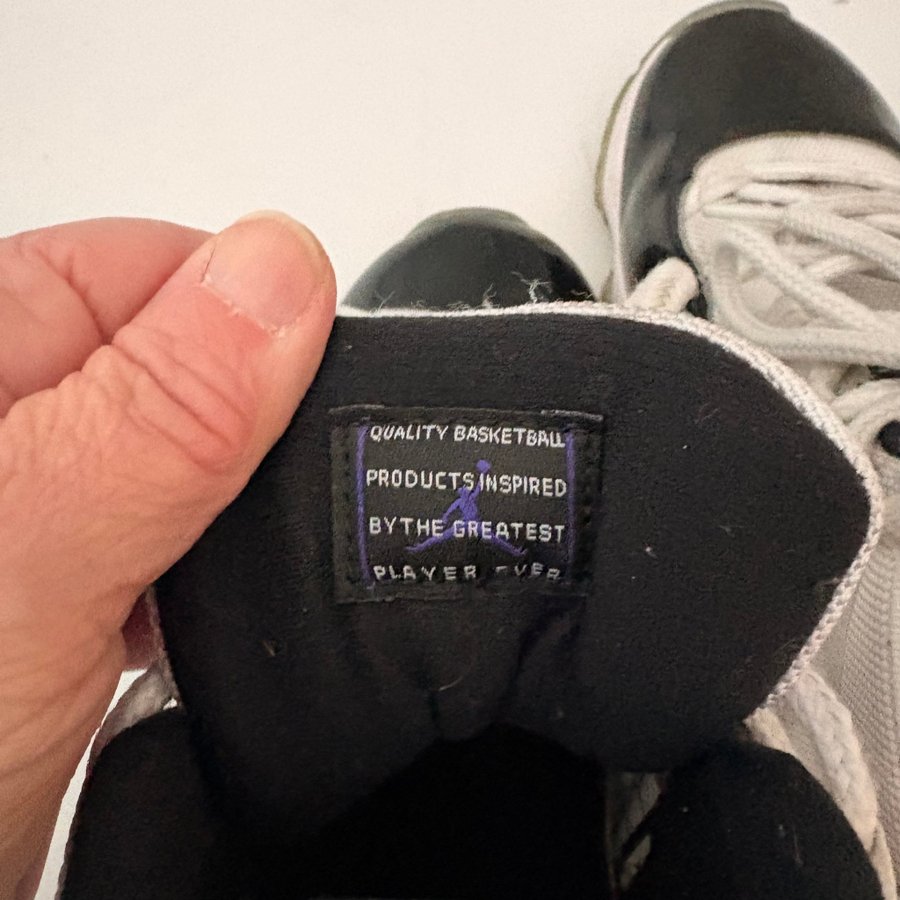 QUALITY BASKETBALL
PRODUCTS INSPIRED
BY THE GREATEST
PLAYER EVER